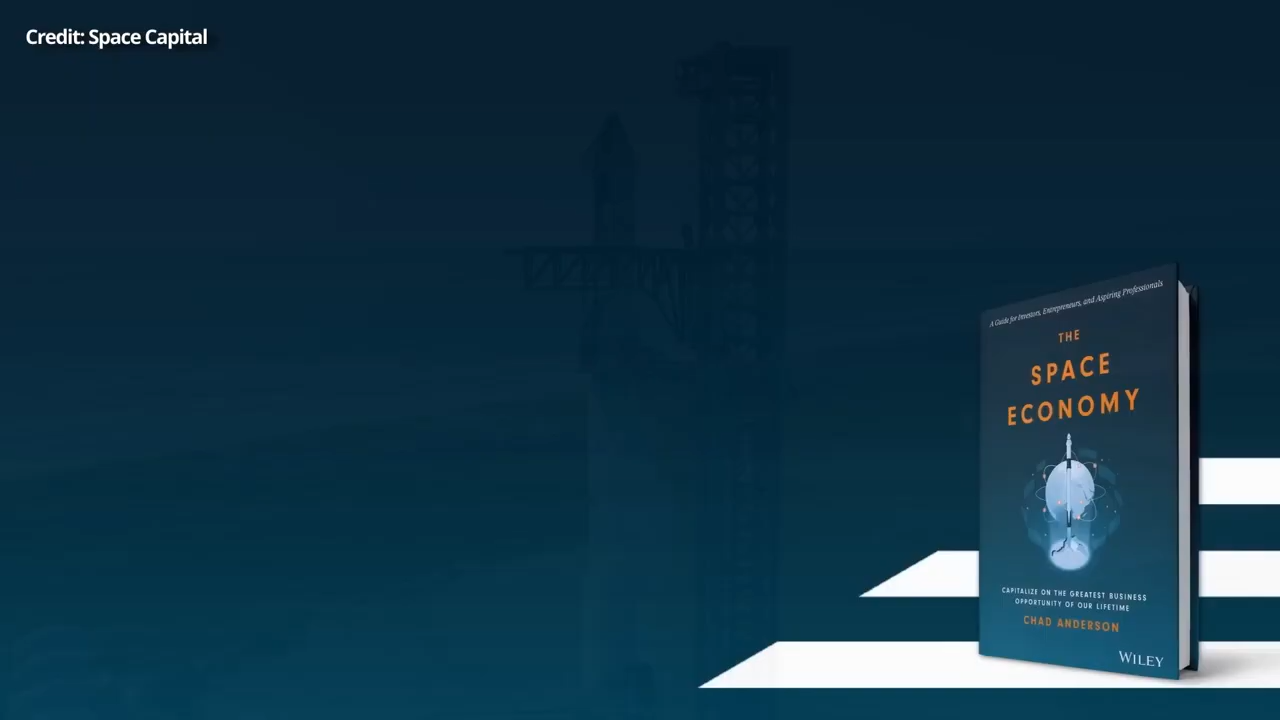 Credit: Space Capital
A Guide for Investors, Entrepreneurs, and Aspiring Professionals
THE
SPACE
ECONOMY
CAPITALIZE ON THE GREATEST BUSINESS
OPPORTUNITY OF OUR LIFETIME
CHAD ANDERSON
WILEY